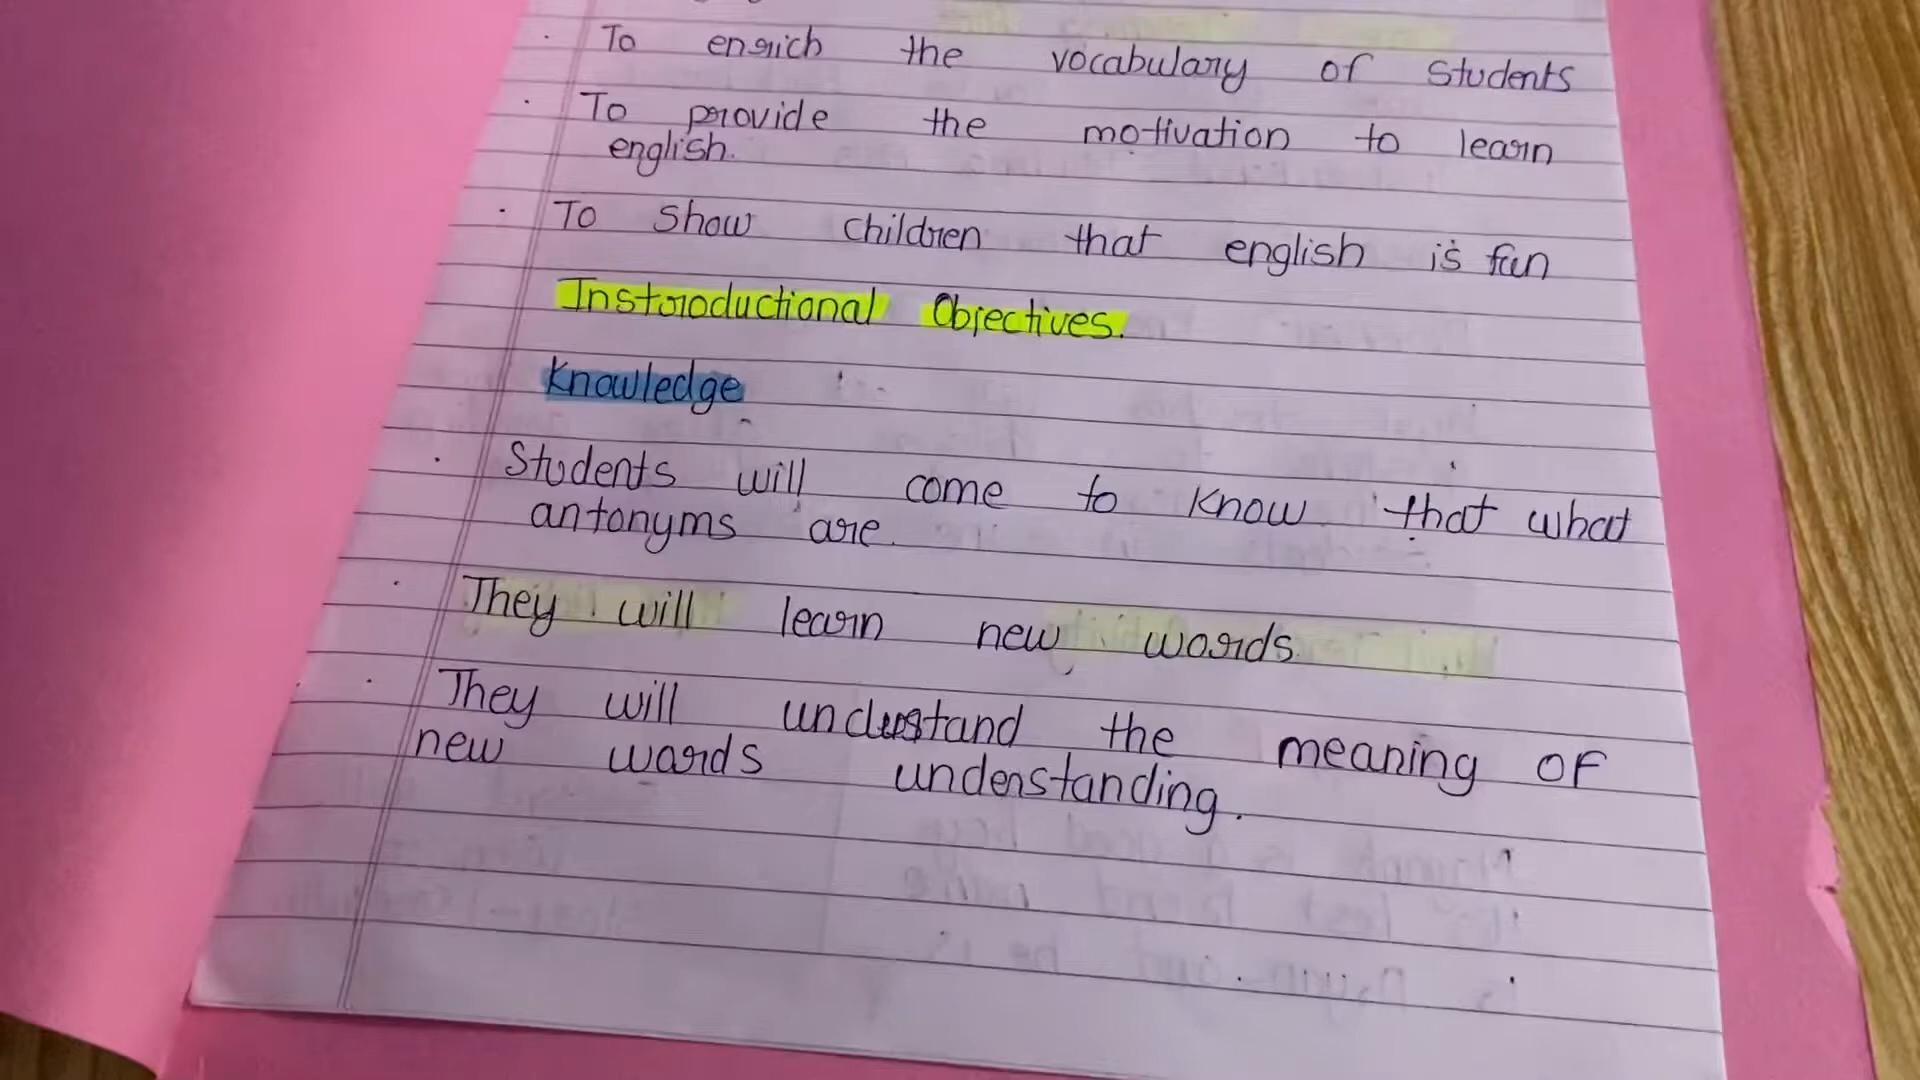 To enrich the vocabulary of Students
To provide the motivation to learn
english.
To show children that english is fun
Instroductional Objectives.
Knowledge
Students will come to know that what
antonyms are.
They will learn new words.
They will understand the meaning of
new words understanding.